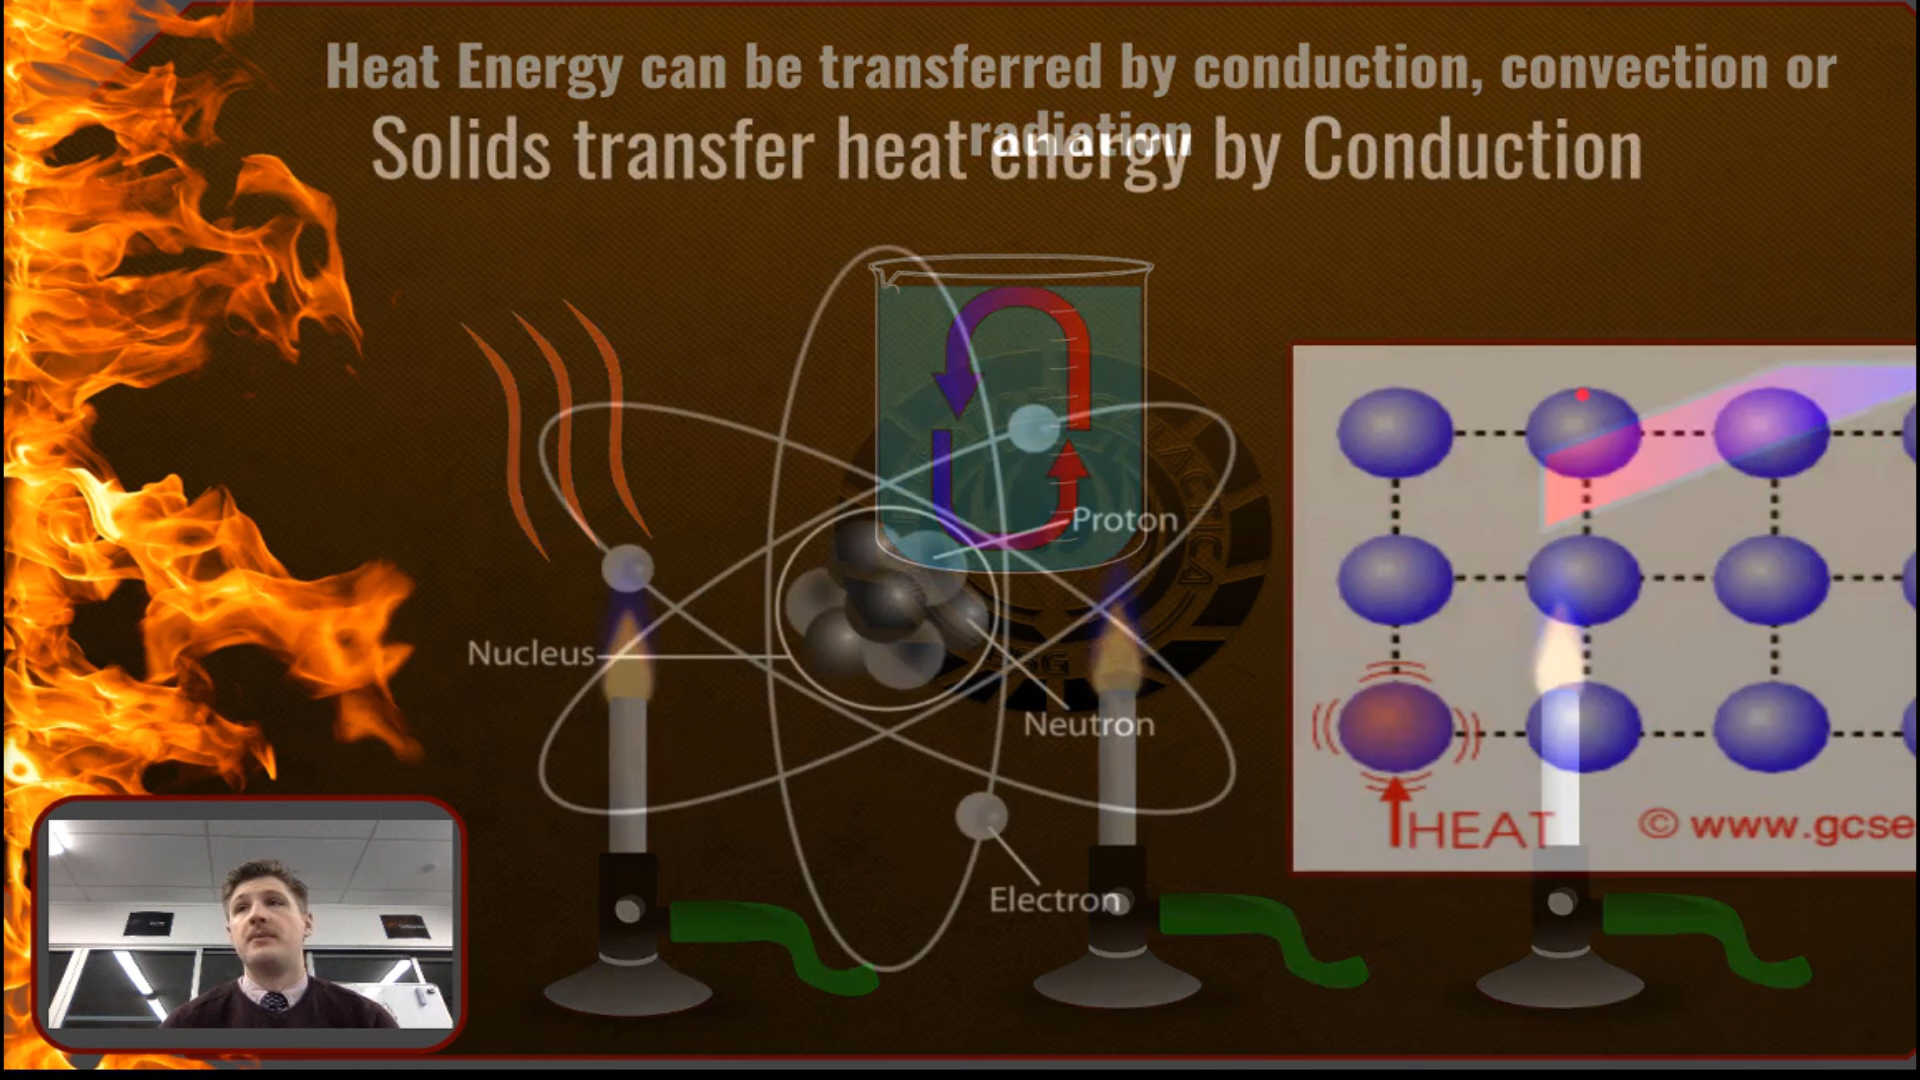 Heat Energy can be transferred by conduction, convection or
radiation
Solids transfer heat energy by Conduction
Proton
Nucleus
Neutron
Electron
HEAT
© www.gcse